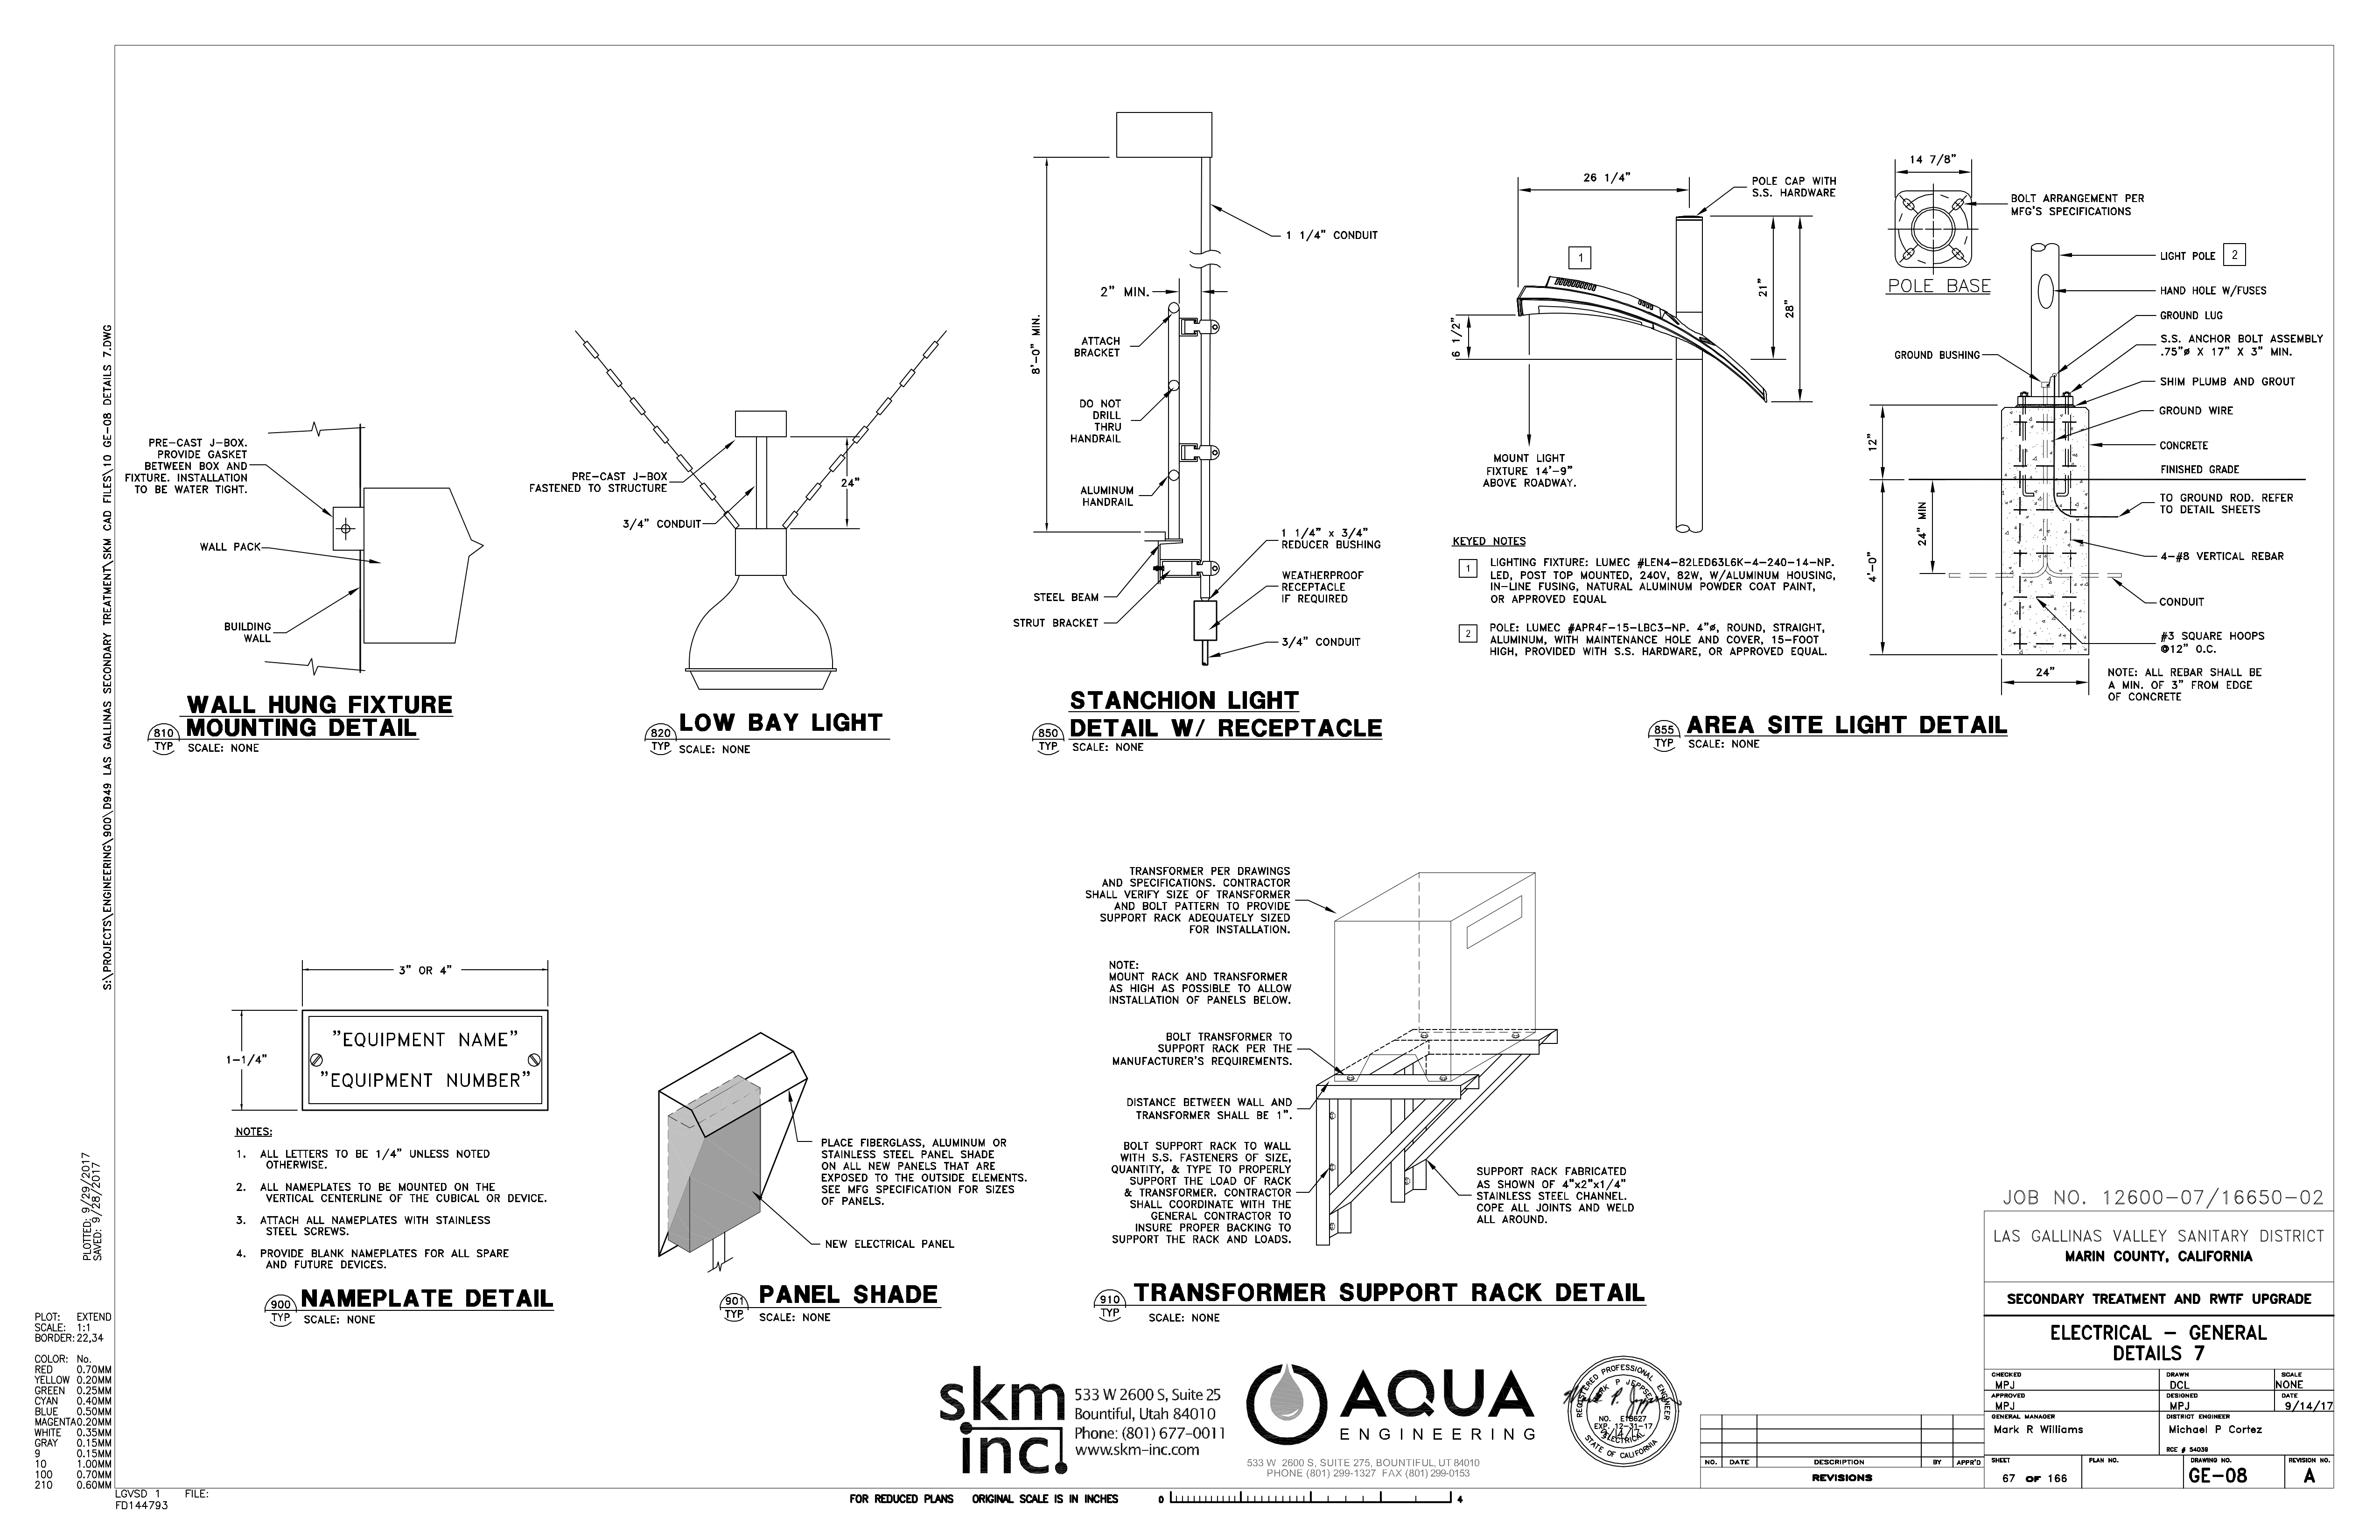 S:\PROJECTS\ENGINEERING\900\D949 LAS GALLINAS SECONDARY TREATMENT\SKM CAD FILES\10 GE-08 DETAILS 7.DWG
PRE-CAST J-BOX.
PROVIDE GASKET
BETWEEN BOX AND
FIXTURE. INSTALLATION
TO BE WATER TIGHT.
WALL PACK
BUILDING
WALL
WALL HUNG FIXTURE
MOUNTING DETAIL
810
TYP
SCALE: NONE
PRE-CAST J-BOX
FASTENED TO STRUCTURE
24"
3/4" CONDUIT
LOW BAY LIGHT
820
TYP
SCALE: NONE
8'-0" MIN.
1 1/4" CONDUIT
2" MIN.
ATTACH
BRACKET
DO NOT
DRILL
THRU
HANDRAIL
ALUMINUM
HANDRAIL
1 1/4" x 3/4"
REDUCER BUSHING
WEATHERPROOF
RECEPTACLE
IF REQUIRED
STEEL BEAM
STRUT BRACKET
3/4" CONDUIT
STANCHION LIGHT
DETAIL W/ RECEPTACLE
850
TYP
SCALE: NONE
26 1/4"
POLE CAP WITH
S.S. HARDWARE
1
21"
28"
6 1/2"
MOUNT LIGHT
FIXTURE 14'-9"
ABOVE ROADWAY.
KEYED NOTES
1 LIGHTING FIXTURE: LUMEC #LEN4-82LED63L6K-4-240-14-NP.
LED, POST TOP MOUNTED, 240V, 82W, W/ALUMINUM HOUSING,
IN-LINE FUSING, NATURAL ALUMINUM POWDER COAT PAINT,
OR APPROVED EQUAL
2 POLE: LUMEC #APR4F-15-LBC3-NP. 4"ø, ROUND, STRAIGHT,
ALUMINUM, WITH MAINTENANCE HOLE AND COVER, 15-FOOT
HIGH, PROVIDED WITH S.S. HARDWARE, OR APPROVED EQUAL.
14 7/8"
BOLT ARRANGEMENT PER
MFG'S SPECIFICATIONS
POLE BASE
LIGHT POLE 2
HAND HOLE W/FUSES
GROUND LUG
S.S. ANCHOR BOLT ASSEMBLY
.75"ø X 17" X 3" MIN.
GROUND BUSHING
SHIM PLUMB AND GROUT
GROUND WIRE
12"
CONCRETE
FINISHED GRADE
TO GROUND ROD. REFER
TO DETAIL SHEETS
24" MIN
4'-0"
4-#8 VERTICAL REBAR
CONDUIT
#3 SQUARE HOOPS
@12" O.C.
24"
NOTE: ALL REBAR SHALL BE
A MIN. OF 3" FROM EDGE
OF CONCRETE
AREA SITE LIGHT DETAIL
855
TYP
SCALE: NONE
3" OR 4"
1-1/4"
"EQUIPMENT NAME"
"EQUIPMENT NUMBER"
NOTES:
1. ALL LETTERS TO BE 1/4" UNLESS NOTED
OTHERWISE.
2. ALL NAMEPLATES TO BE MOUNTED ON THE
VERTICAL CENTERLINE OF THE CUBICAL OR DEVICE.
3. ATTACH ALL NAMEPLATES WITH STAINLESS
STEEL SCREWS.
4. PROVIDE BLANK NAMEPLATES FOR ALL SPARE
AND FUTURE DEVICES.
NAMEPLATE DETAIL
900
TYP
SCALE: NONE
PLACE FIBERGLASS, ALUMINUM OR
STAINLESS STEEL PANEL SHADE
ON ALL NEW PANELS THAT ARE
EXPOSED TO THE OUTSIDE ELEMENTS.
SEE MFG SPECIFICATION FOR SIZES
OF PANELS.
NEW ELECTRICAL PANEL
PANEL SHADE
901
TYP
SCALE: NONE
TRANSFORMER PER DRAWINGS
AND SPECIFICATIONS. CONTRACTOR
SHALL VERIFY SIZE OF TRANSFORMER
AND BOLT PATTERN TO PROVIDE
SUPPORT RACK ADEQUATELY SIZED
FOR INSTALLATION.
NOTE:
MOUNT RACK AND TRANSFORMER
AS HIGH AS POSSIBLE TO ALLOW
INSTALLATION OF PANELS BELOW.
BOLT TRANSFORMER TO
SUPPORT RACK PER THE
MANUFACTURER'S REQUIREMENTS.
DISTANCE BETWEEN WALL AND
TRANSFORMER SHALL BE 1".
BOLT SUPPORT RACK TO WALL
WITH S.S. FASTENERS OF SIZE,
QUANTITY, & TYPE TO PROPERLY
SUPPORT THE LOAD OF RACK
& TRANSFORMER. CONTRACTOR
SHALL COORDINATE WITH THE
GENERAL CONTRACTOR TO
INSURE PROPER BACKING TO
SUPPORT THE RACK AND LOADS.
SUPPORT RACK FABRICATED
AS SHOWN OF 4"x2"x1/4"
STAINLESS STEEL CHANNEL.
COPE ALL JOINTS AND WELD
ALL AROUND.
TRANSFORMER SUPPORT RACK DETAIL
910
TYP
SCALE: NONE
PLOTTED: 9/29/2017
SAVED: 9/28/2017
PLOT: EXTEND
SCALE: 1:1
BORDER: 22,34
COLOR: No.
RED 0.70MM
YELLOW 0.20MM
GREEN 0.25MM
CYAN 0.40MM
BLUE 0.50MM
MAGENTA 0.20MM
WHITE 0.35MM
GRAY 0.15MM
9 0.15MM
10 1.00MM
100 0.70MM
210 0.60MM
LGVSD 1 FILE:
FD144793
skm
inc.
533 W 2600 S, Suite 25
Bountiful, Utah 84010
Phone: (801) 677-0011
www.skm-inc.com
AQUA
ENGINEERING
533 W 2600 S, SUITE 275, BOUNTIFUL, UT 84010
PHONE (801) 299-1327 FAX (801) 299-0153
REGISTERED PROFESSIONAL ENGINEER
MARK P JEPPSEN
NO. E18627
EXP. 12-31-17
9/14/17
ELECTRICAL
STATE OF CALIFORNIA
FOR REDUCED PLANS ORIGINAL SCALE IS IN INCHES 0 4
NO. DATE DESCRIPTION BY APPR'D
REVISIONS
JOB NO. 12600-07/16650-02
LAS GALLINAS VALLEY SANITARY DISTRICT
MARIN COUNTY, CALIFORNIA
SECONDARY TREATMENT AND RWTF UPGRADE
ELECTRICAL - GENERAL
DETAILS 7
CHECKED DRAWN SCALE
MPJ DCL NONE
APPROVED DESIGNED DATE
MPJ MPJ 9/14/17
GENERAL MANAGER DISTRICT ENGINEER
Mark R Williams Michael P Cortez
RCE # 54039
SHEET PLAN NO. DRAWING NO. REVISION NO.
67 OF 166 GE-08 A